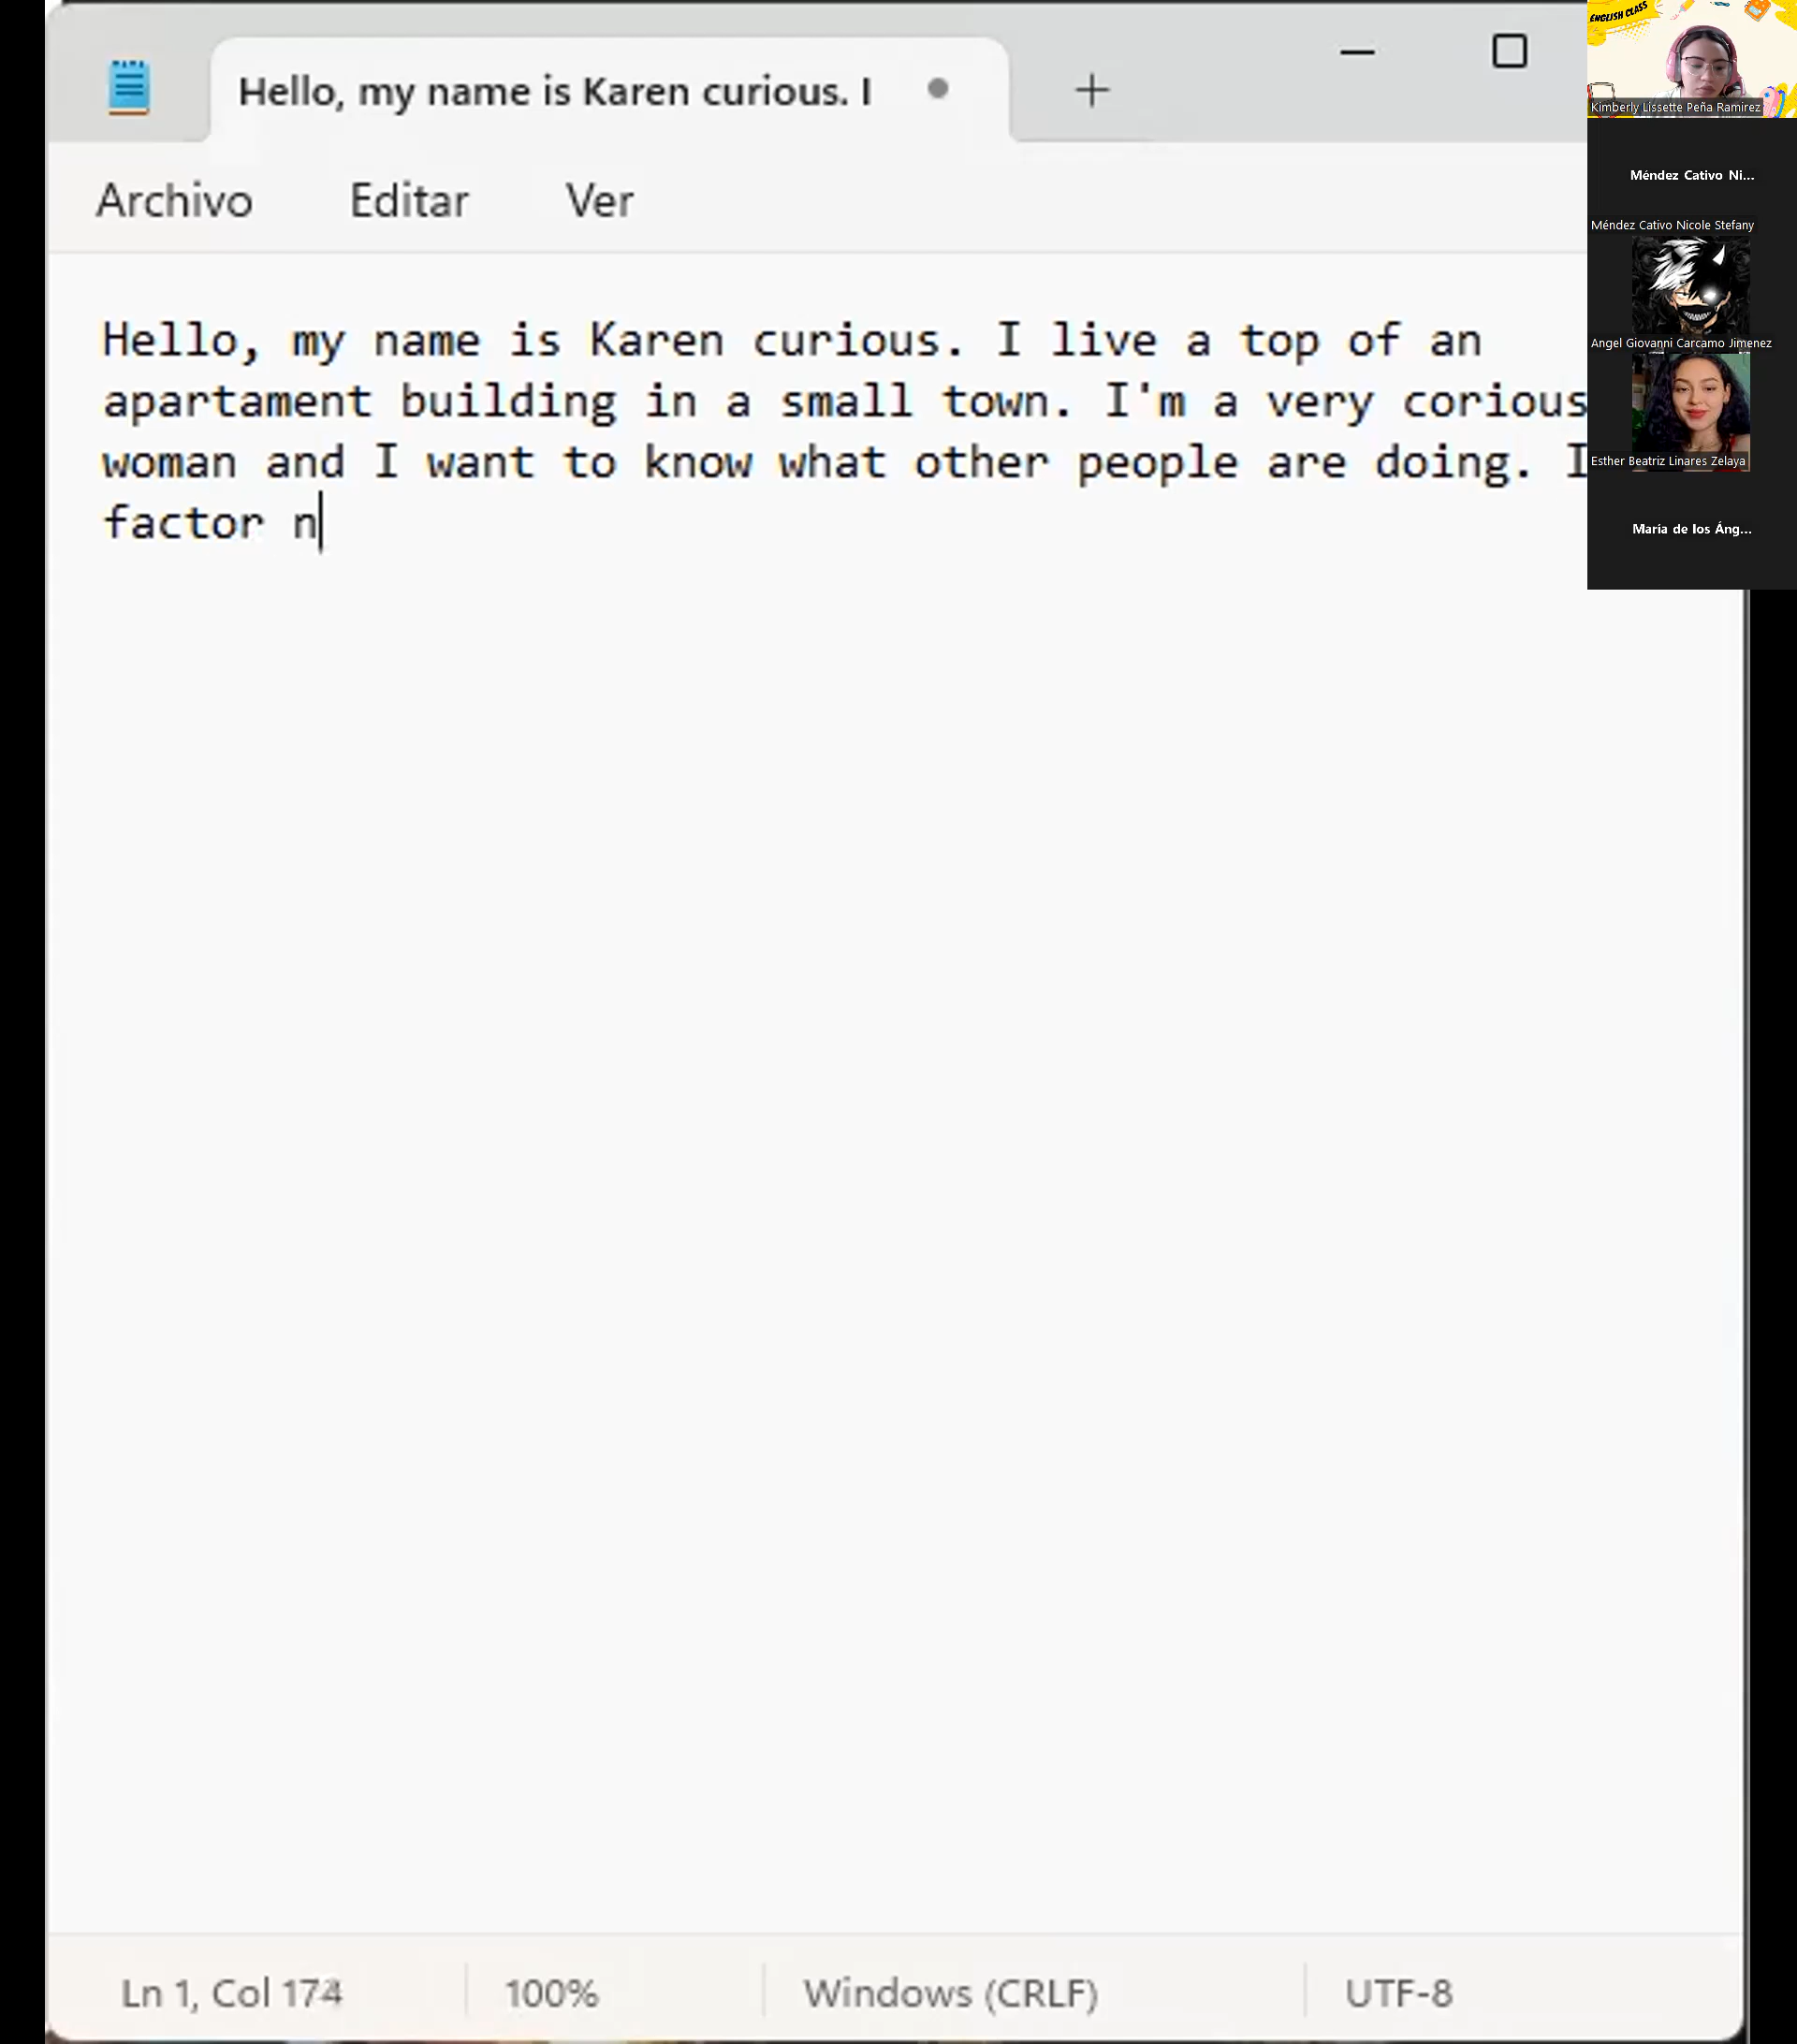 Hello, my name is Karen curious. I
Archivo Editar Ver
Hello, my name is Karen curious. I live a top of an
apartament building in a small town. I'm a very corious
woman and I want to know what other people are doing. I
factor n
Ln 1, Col 174 100% Windows (CRLF) UTF-8
ENGLISH CLASS
Kimberly Lissette Peña Ramirez
Méndez Cativo Ni...
Méndez Cativo Nicole Stefany
Angel Giovanni Carcamo Jimenez
Esther Beatriz Linares Zelaya
Maria de los Áng...